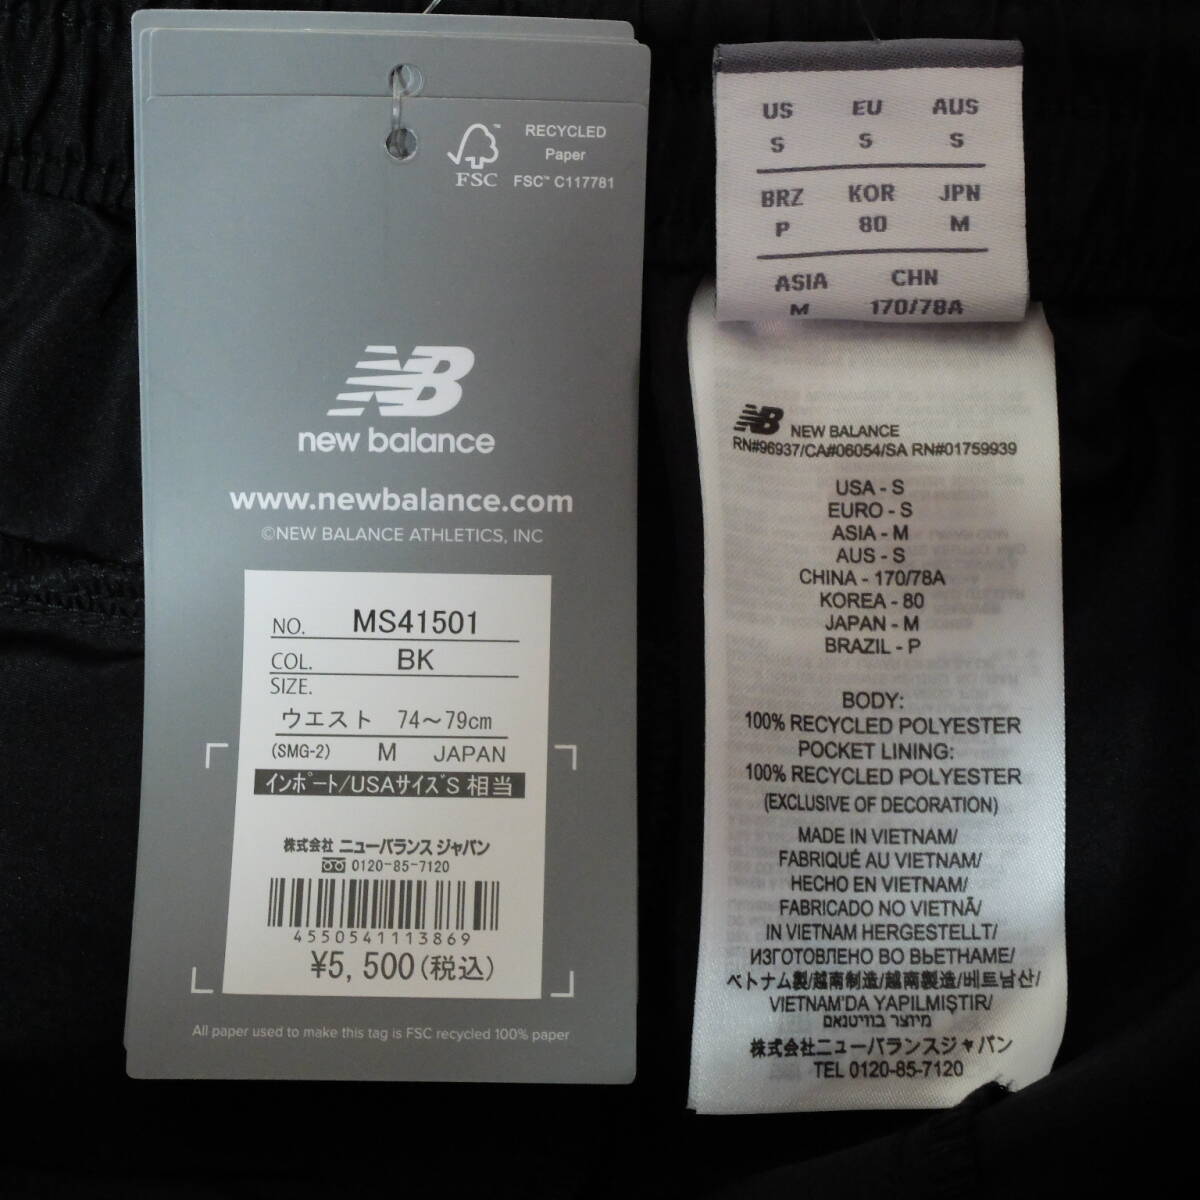 RECYCLED
Paper
FSC™ C117781
FSC
NB
new balance
www.newbalance.com
©NEW BALANCE ATHLETICS, INC
NO. MS41501
COL. BK
SIZE.
ウエスト 74～79cm
(SMG-2) M JAPAN
インポート/USAサイズS 相当
株式会社 ニューバランス ジャパン
0120-85-7120
4550541113869
¥5,500(税込)
All paper used to make this tag is FSC recycled 100% paper
US EU AUS
S S S
BRZ KOR JPN
P 80 M
ASIA CHN
M 170/78A
NB NEW BALANCE
RN#96937/CA#06054/SA RN#01759939
USA - S
EURO - S
ASIA - M
AUS - S
CHINA - 170/78A
KOREA - 80
JAPAN - M
BRAZIL - P
BODY:
100% RECYCLED POLYESTER
POCKET LINING:
100% RECYCLED POLYESTER
(EXCLUSIVE OF DECORATION)
MADE IN VIETNAM/
FABRIQUÉ AU VIETNAM/
HECHO EN VIETNAM/
FABRICADO NO VIETNÃ/
IN VIETNAM HERGESTELLT/
ИЗГОТОВЛЕНО ВО ВЬЕТНАМЕ/
ベトナム製/越南制造/越南製造/베트남산/
VIETNAM'DA YAPILMIŞTIR/
מיוצר בוויטנאם
株式会社ニューバランスジャパン
TEL 0120-85-7120